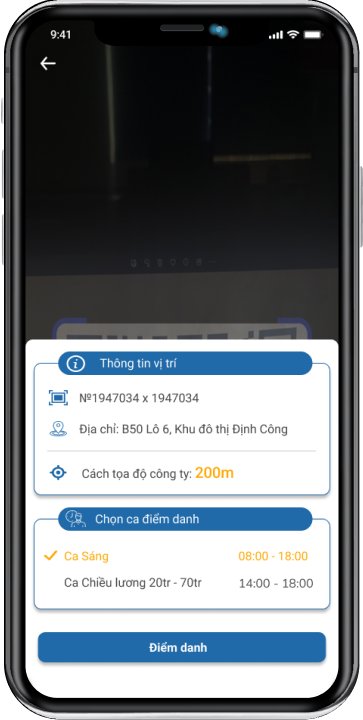 9:41
Thông tin vị trí
№1947034 x 1947034
Địa chỉ: B50 Lô 6, Khu đô thị Định Công
Cách tọa độ công ty: 200m
Chọn ca điểm danh
Ca Sáng 08:00 - 18:00
Ca Chiều lương 20tr - 70tr 14:00 - 18:00
Điểm danh